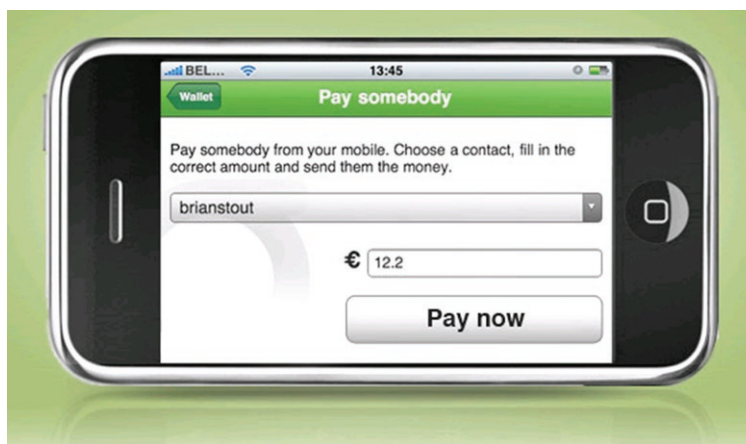 BEL... 13:45
Wallet Pay somebody
Pay somebody from your mobile. Choose a contact, fill in the
correct amount and send them the money.
brianstout
€ 12.2
Pay now